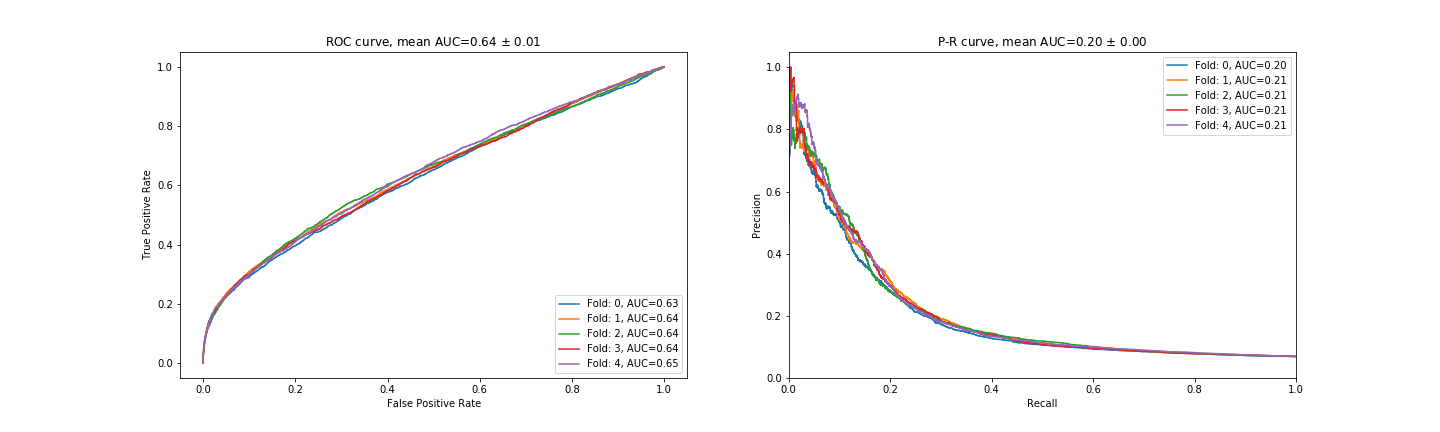 ROC curve, mean AUC=0.64 ± 0.01
True Positive Rate
1.0
0.8
0.6
0.4
0.2
0.0
Fold: 0, AUC=0.63
Fold: 1, AUC=0.64
Fold: 2, AUC=0.64
Fold: 3, AUC=0.64
Fold: 4, AUC=0.65
0.0 0.2 0.4 0.6 0.8 1.0
False Positive Rate
P-R curve, mean AUC=0.20 ± 0.00
Precision
1.0
0.8
0.6
0.4
0.2
0.0
Fold: 0, AUC=0.20
Fold: 1, AUC=0.21
Fold: 2, AUC=0.21
Fold: 3, AUC=0.21
Fold: 4, AUC=0.21
0.0 0.2 0.4 0.6 0.8 1.0
Recall